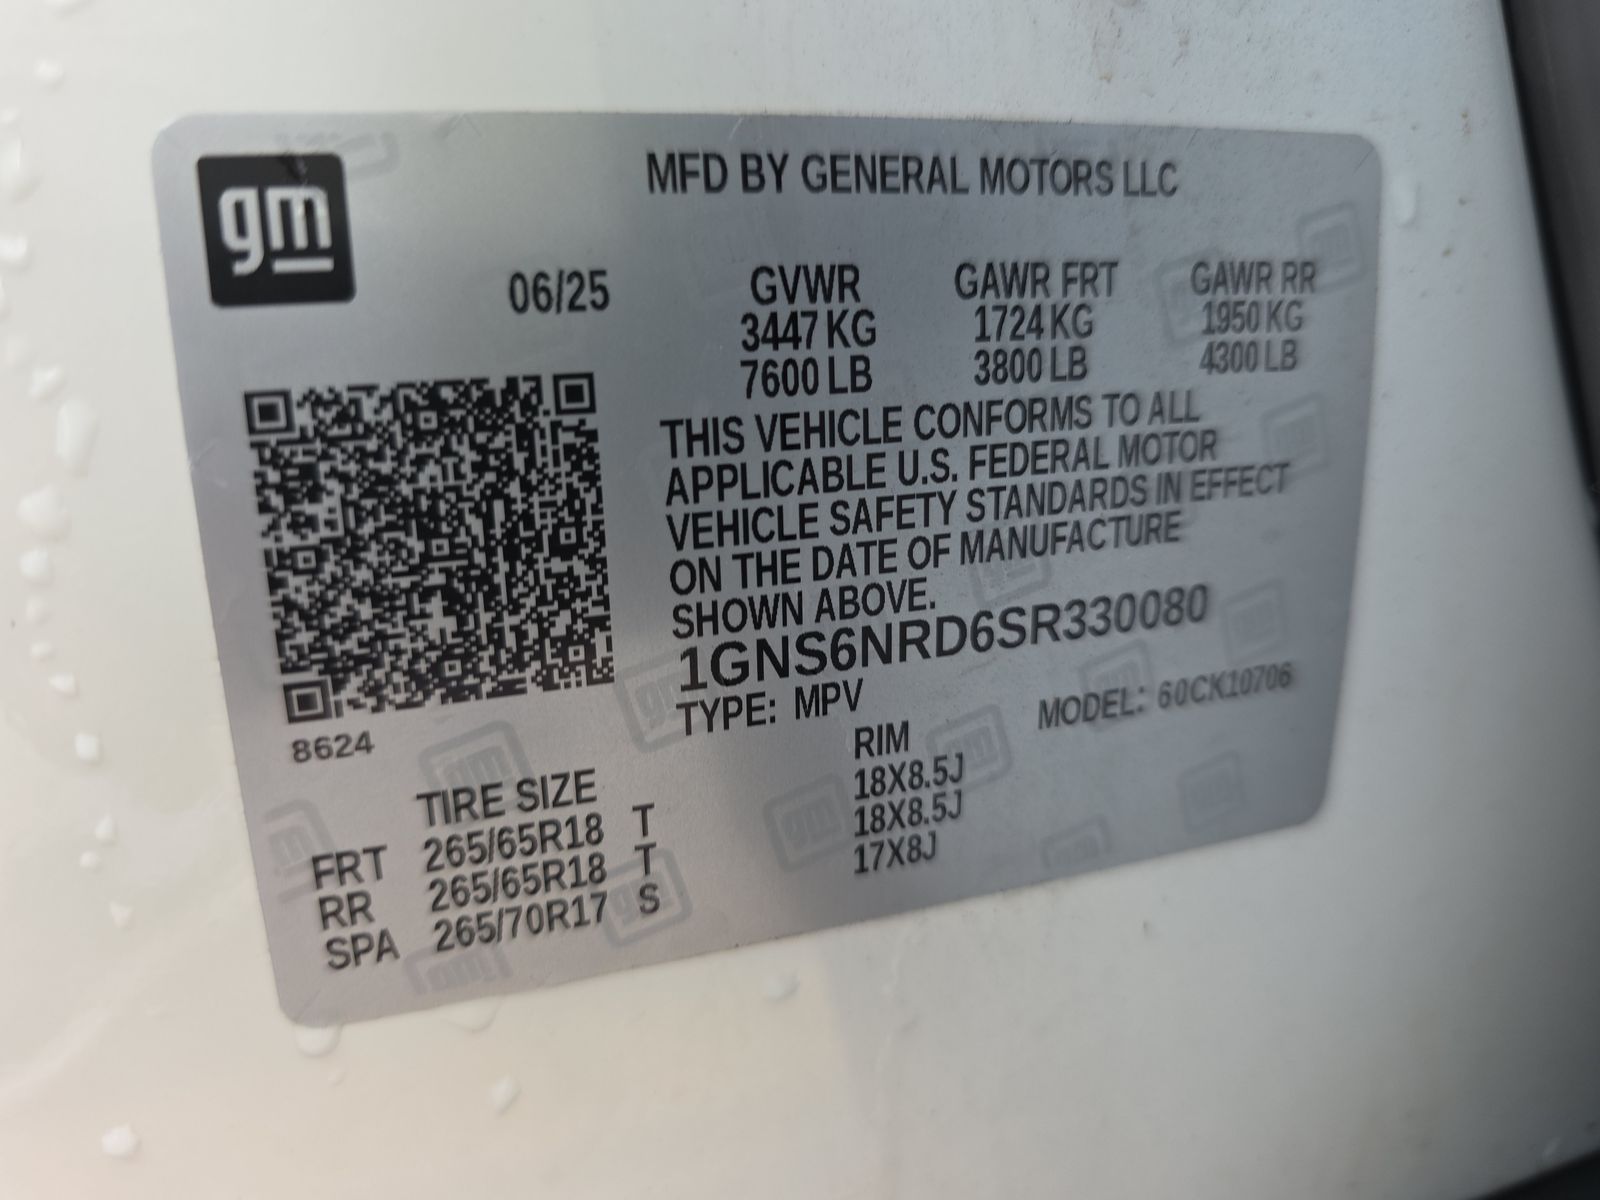 gm
MFD BY GENERAL MOTORS LLC
06/25
GVWR GAWR FRT GAWR RR
3447 KG 1724 KG 1950 KG
7600 LB 3800 LB 4300 LB
THIS VEHICLE CONFORMS TO ALL
APPLICABLE U.S. FEDERAL MOTOR
VEHICLE SAFETY STANDARDS IN EFFECT
ON THE DATE OF MANUFACTURE
SHOWN ABOVE.
1GNS6NRD6SR330080
TYPE: MPV MODEL: 60CK10706
8624
TIRE SIZE RIM
FRT 265/65R18 T 18X8.5J
RR 265/65R18 T 18X8.5J
SPA 265/70R17 S 17X8J